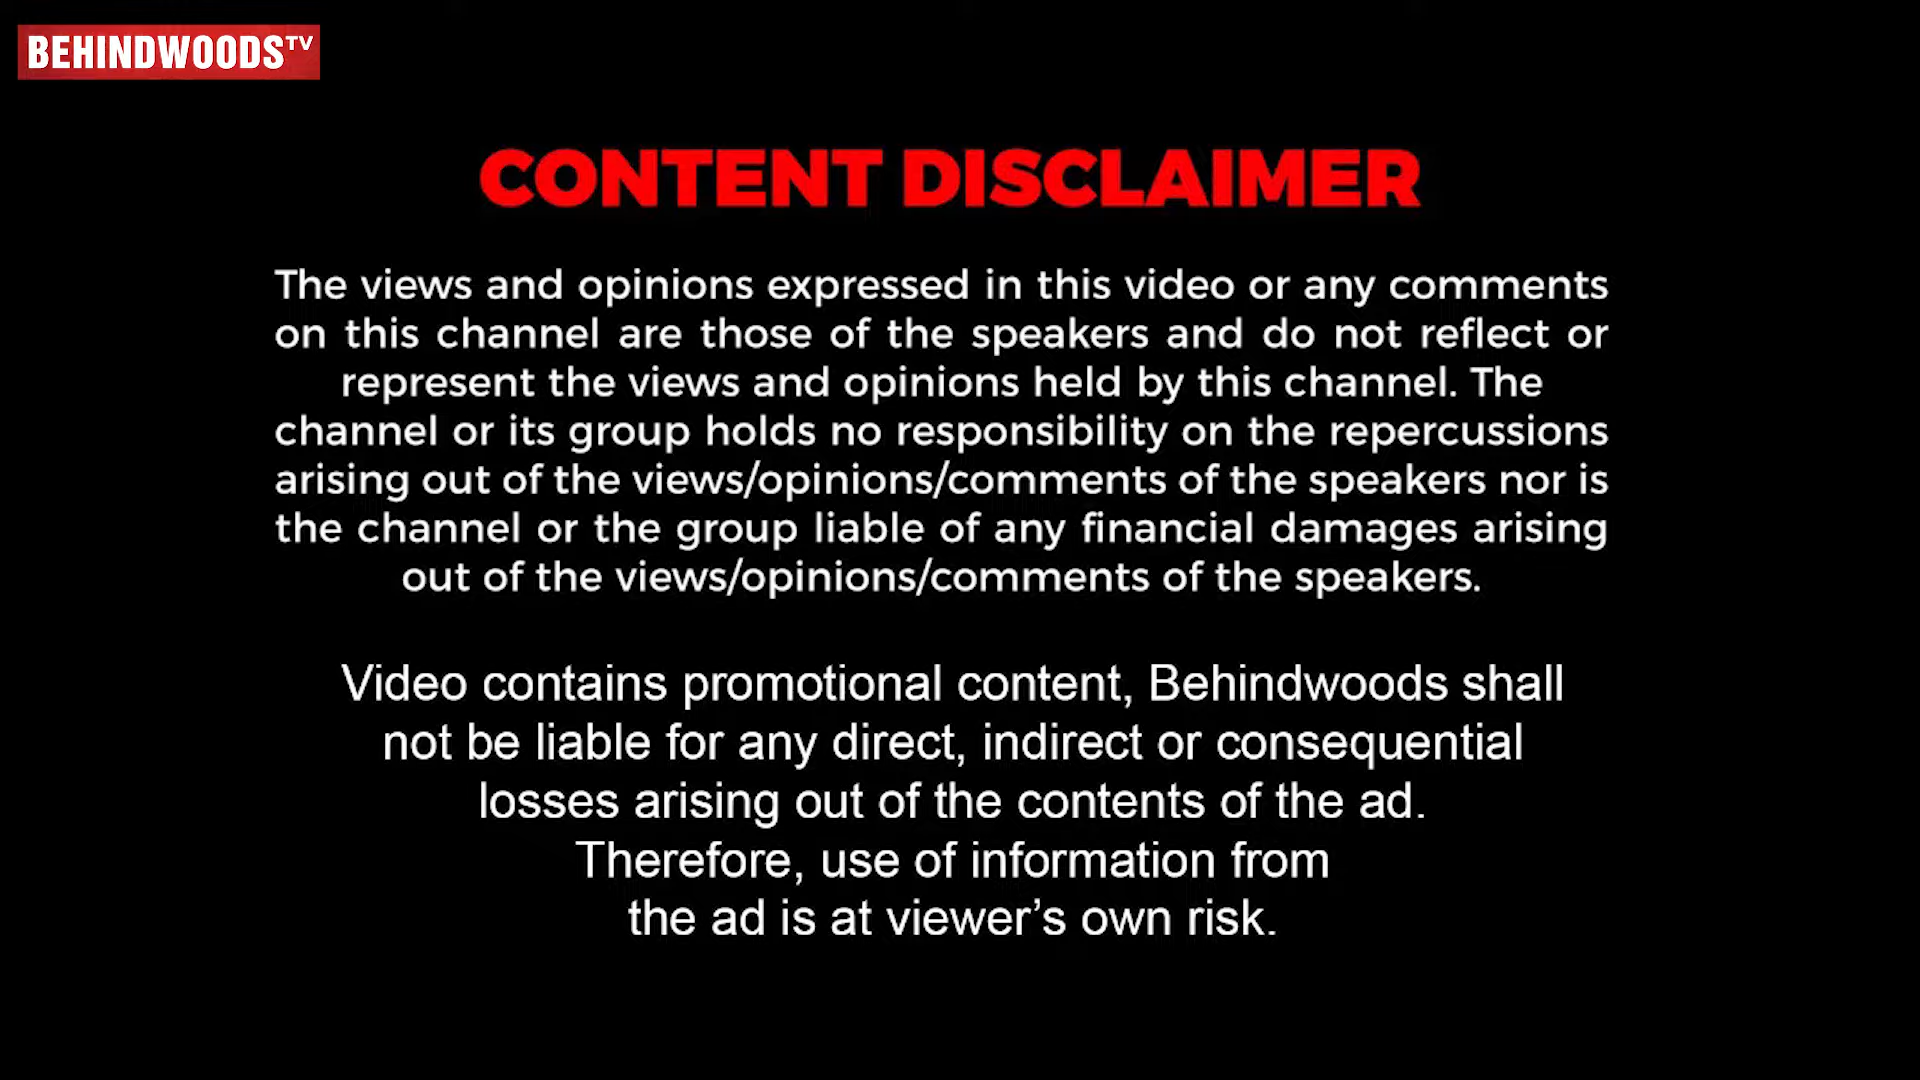 BEHINDWOODSTV
CONTENT DISCLAIMER
The views and opinions expressed in this video or any comments
on this channel are those of the speakers and do not reflect or
represent the views and opinions held by this channel. The
channel or its group holds no responsibility on the repercussions
arising out of the views/opinions/comments of the speakers nor is
the channel or the group liable of any financial damages arising
out of the views/opinions/comments of the speakers.
Video contains promotional content, Behindwoods shall
not be liable for any direct, indirect or consequential
losses arising out of the contents of the ad.
Therefore, use of information from
the ad is at viewer’s own risk.